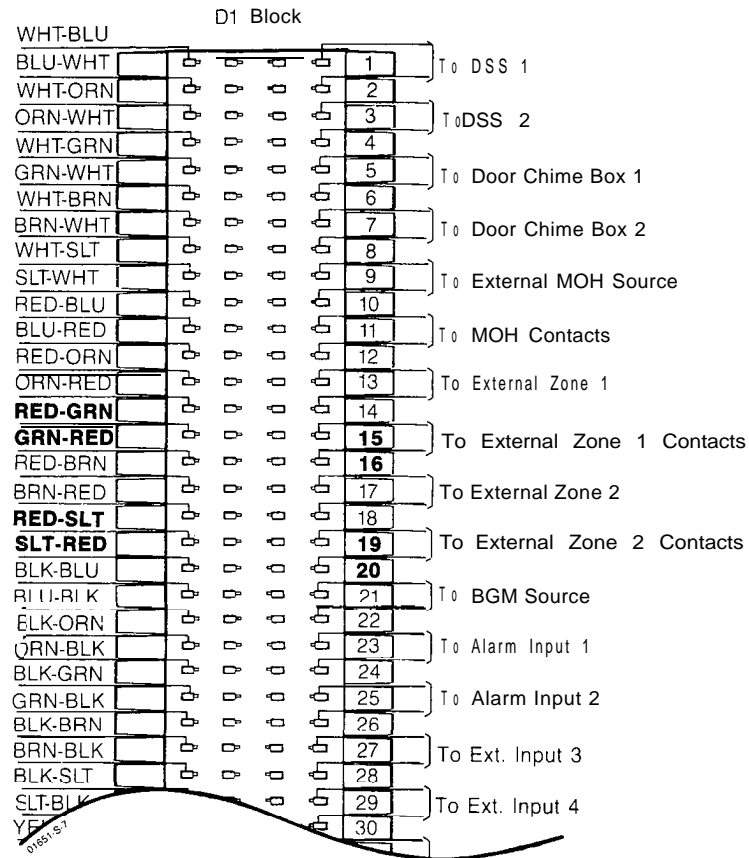 D1 Block
WHT-BLU
BLU-WHT 1 To DSS 1
WHT-ORN 2
ORN-WHT 3 To DSS 2
WHT-GRN 4
GRN-WHT 5 To Door Chime Box 1
WHT-BRN 6
BRN-WHT 7 To Door Chime Box 2
WHT-SLT 8
SLT-WHT 9 To External MOH Source
RED-BLU 10
BLU-RED 11 To MOH Contacts
RED-ORN 12
ORN-RED 13 To External Zone 1
RED-GRN 14
GRN-RED 15 To External Zone 1 Contacts
RED-BRN 16
BRN-RED 17 To External Zone 2
RED-SLT 18
SLT-RED 19 To External Zone 2 Contacts
BLK-BLU 20
BLU-BLK 21 To BGM Source
BLK-ORN 22
ORN-BLK 23 To Alarm Input 1
BLK-GRN 24
GRN-BLK 25 To Alarm Input 2
BLK-BRN 26
BRN-BLK 27 To Ext. Input 3
BLK-SLT 28
SLT-BLK 29 To Ext. Input 4
30
01651-S-7